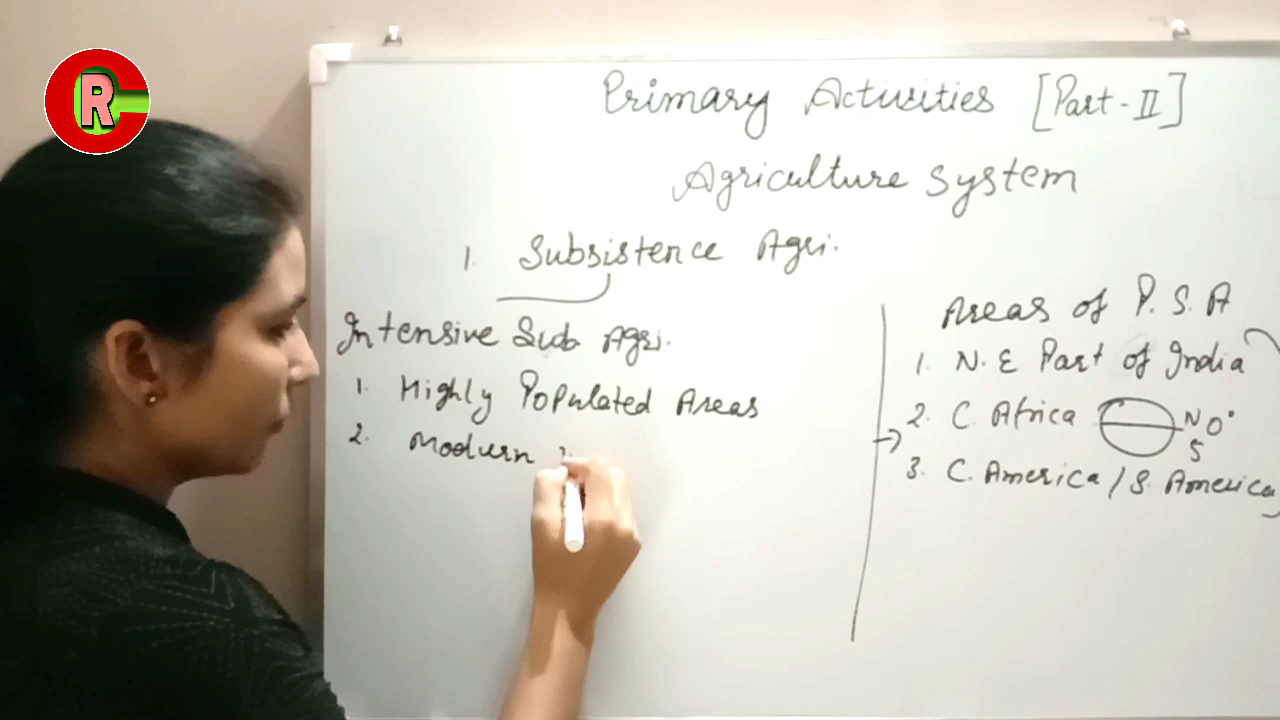 CR
Primary Activities [Part-II]
Agriculture System
1. Subsistence Agri.
Intensive Sub Agri.
1. Highly Populated Areas
2. Modern
Areas of P. S. A
1. N. E Part of India
2. C. Africa N 0° S
3. C. America / S. America